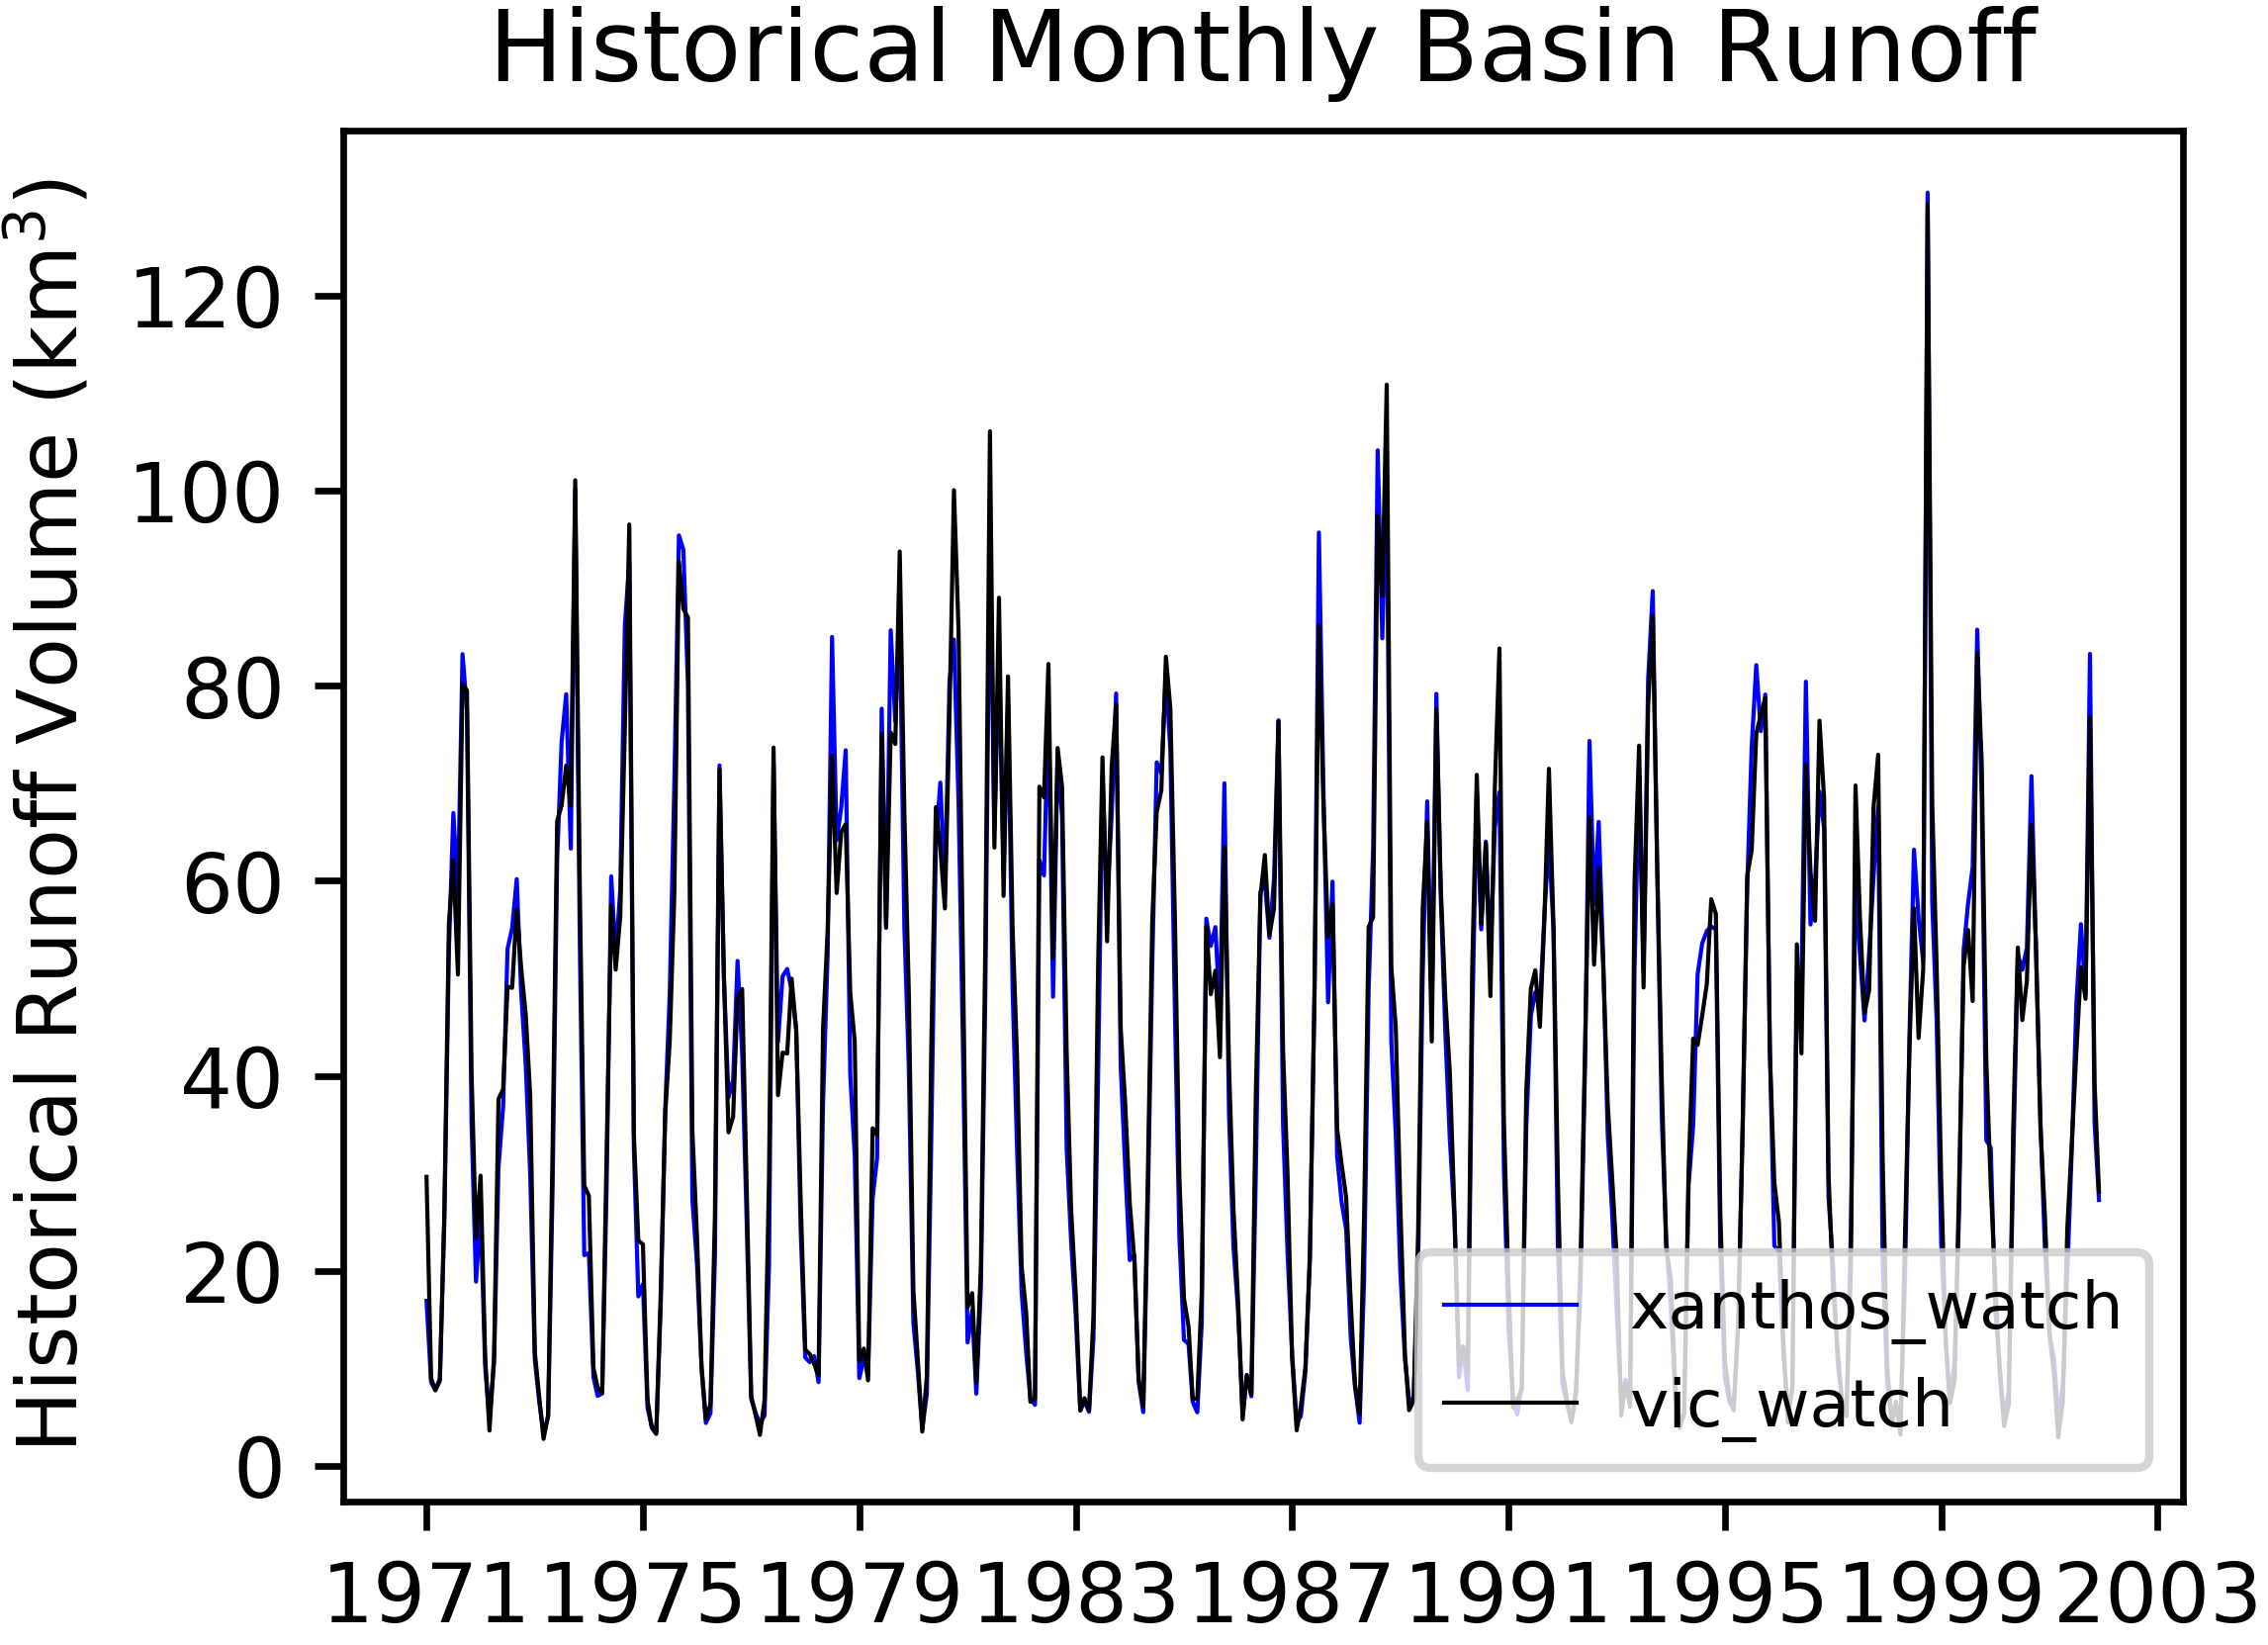 Historical Monthly Basin Runoff
Historical Runoff Volume (km³)
120
100
80
60
40
20
0
xanthos_watch
vic_watch
1971 1975 1979 1983 1987 1991 1995 1999 2003